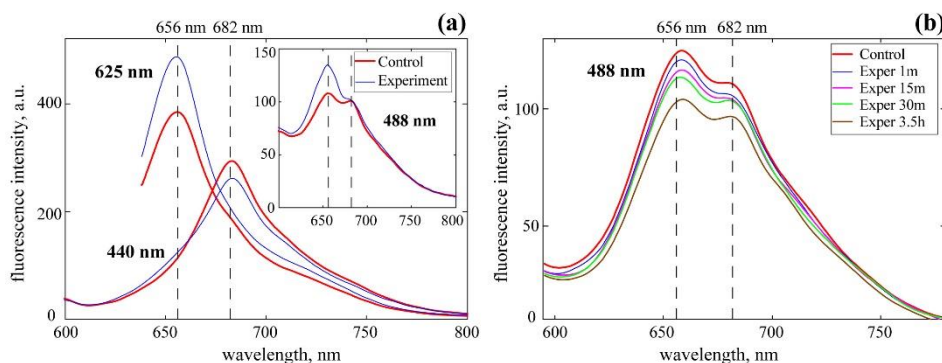 656 nm 682 nm
(a)
625 nm
440 nm
fluorescence intensity, a.u.
400
200
0
600 650 700 750 800
wavelength, nm
150
100
50
0
650 700 750 800
Control
Experiment
488 nm
656 nm 682 nm
(b)
488 nm
Control
Exper 1m
Exper 15m
Exper 30m
Exper 3.5h
fluorescence intensity, a.u.
100
50
0
600 650 700 750
wavelength, nm